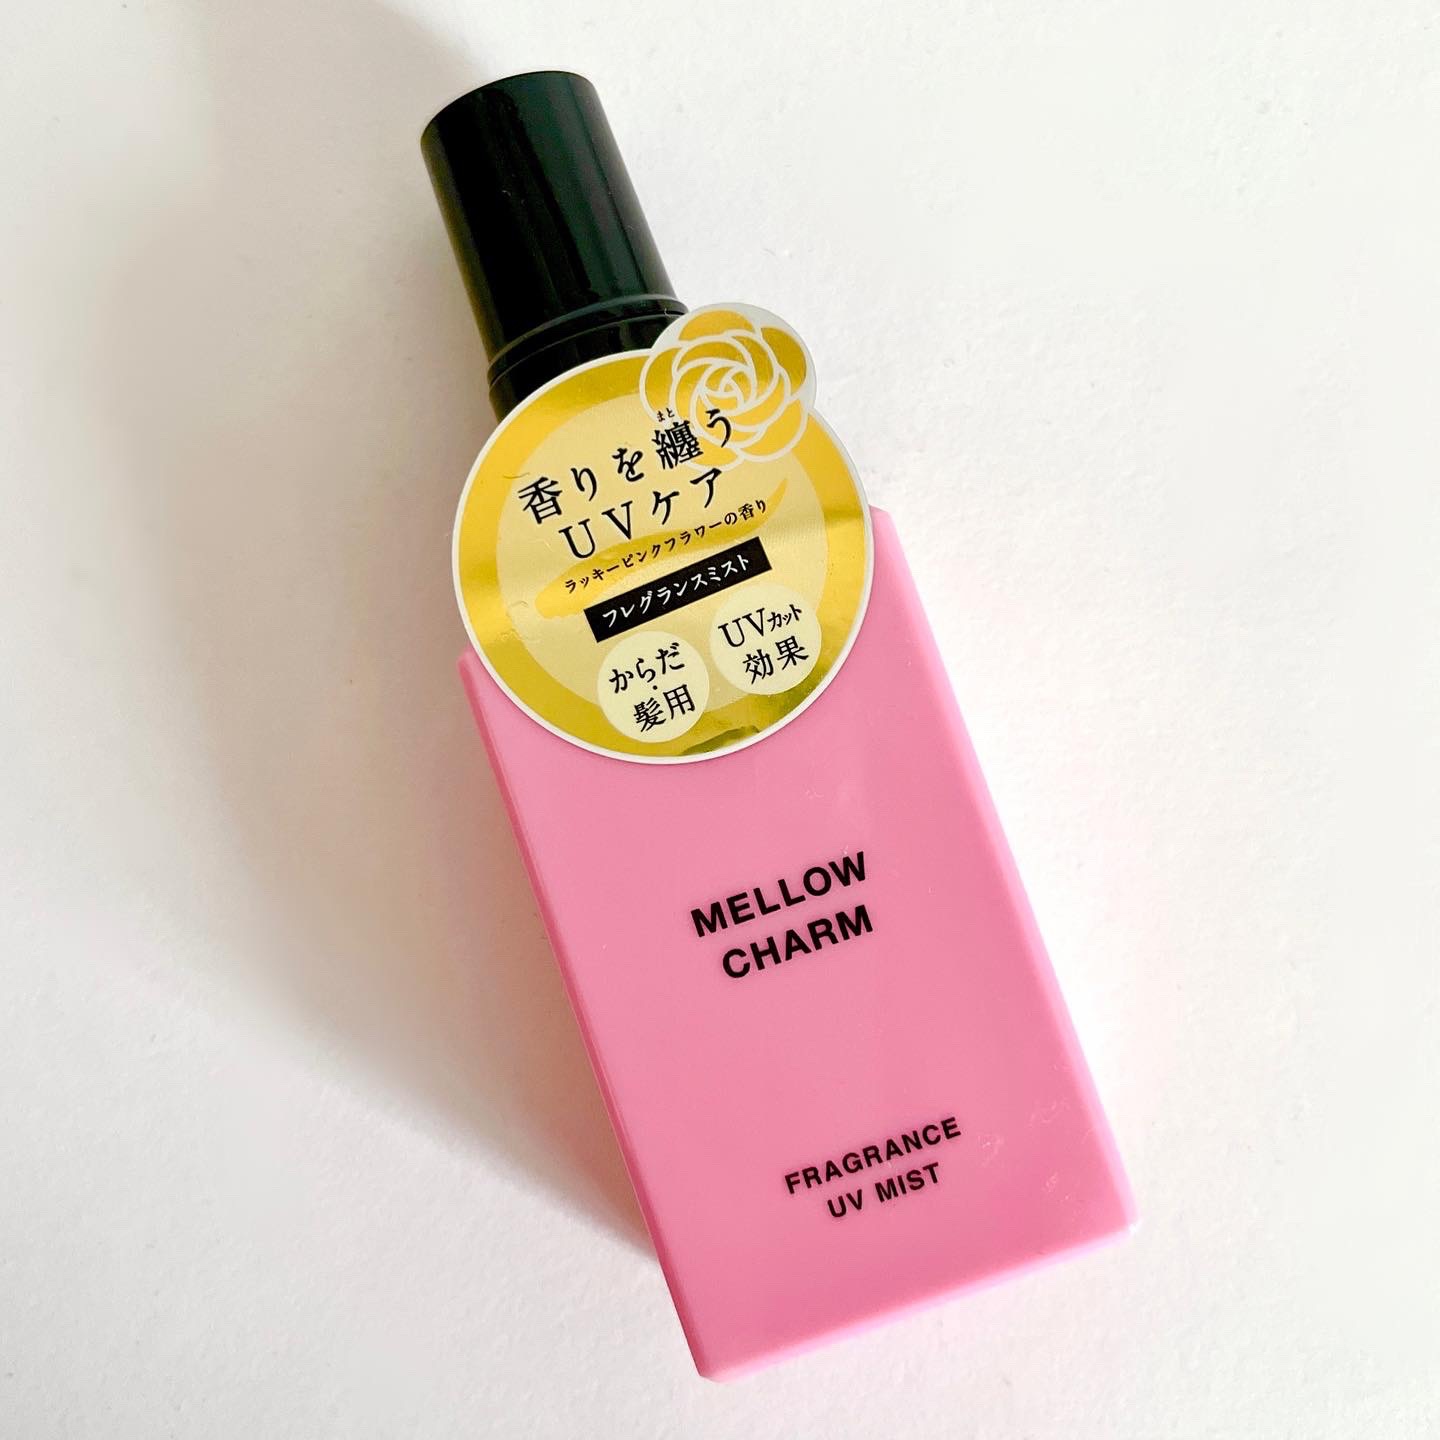 まと
香りを纏う
UVケア
ラッキーピンクフラワーの香り
フレグランスミスト
からだ・
髪用
UVカット
効果
MELLOW
CHARM
FRAGRANCE
UV MIST